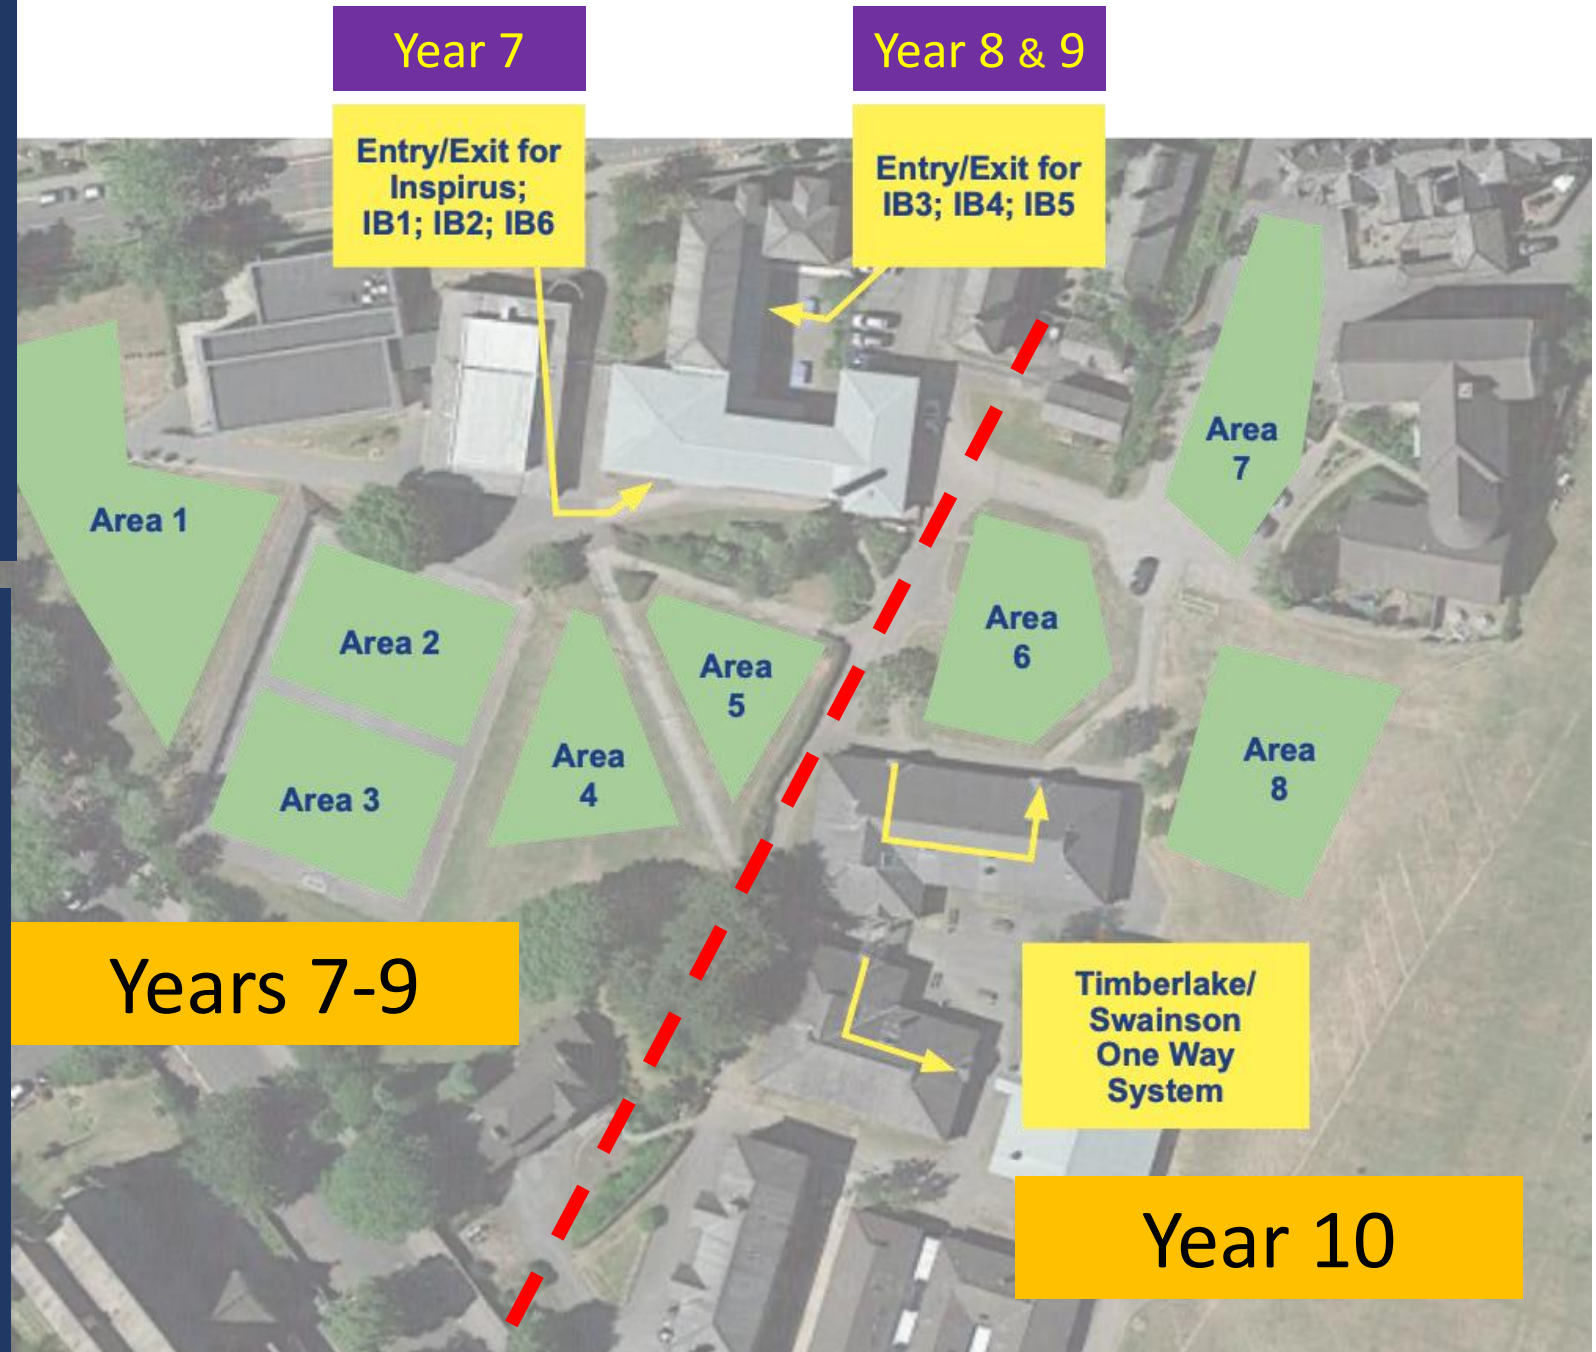 Year 7
Year 8 & 9
Entry/Exit for
Inspirus;
IB1; IB2; IB6
Entry/Exit for
IB3; IB4; IB5
Area
7
Area 1
Area 2
Area
6
Area
5
Area 3
Area
4
Area
8
Years 7-9
Timberlake/
Swainson
One Way
System
Year 10